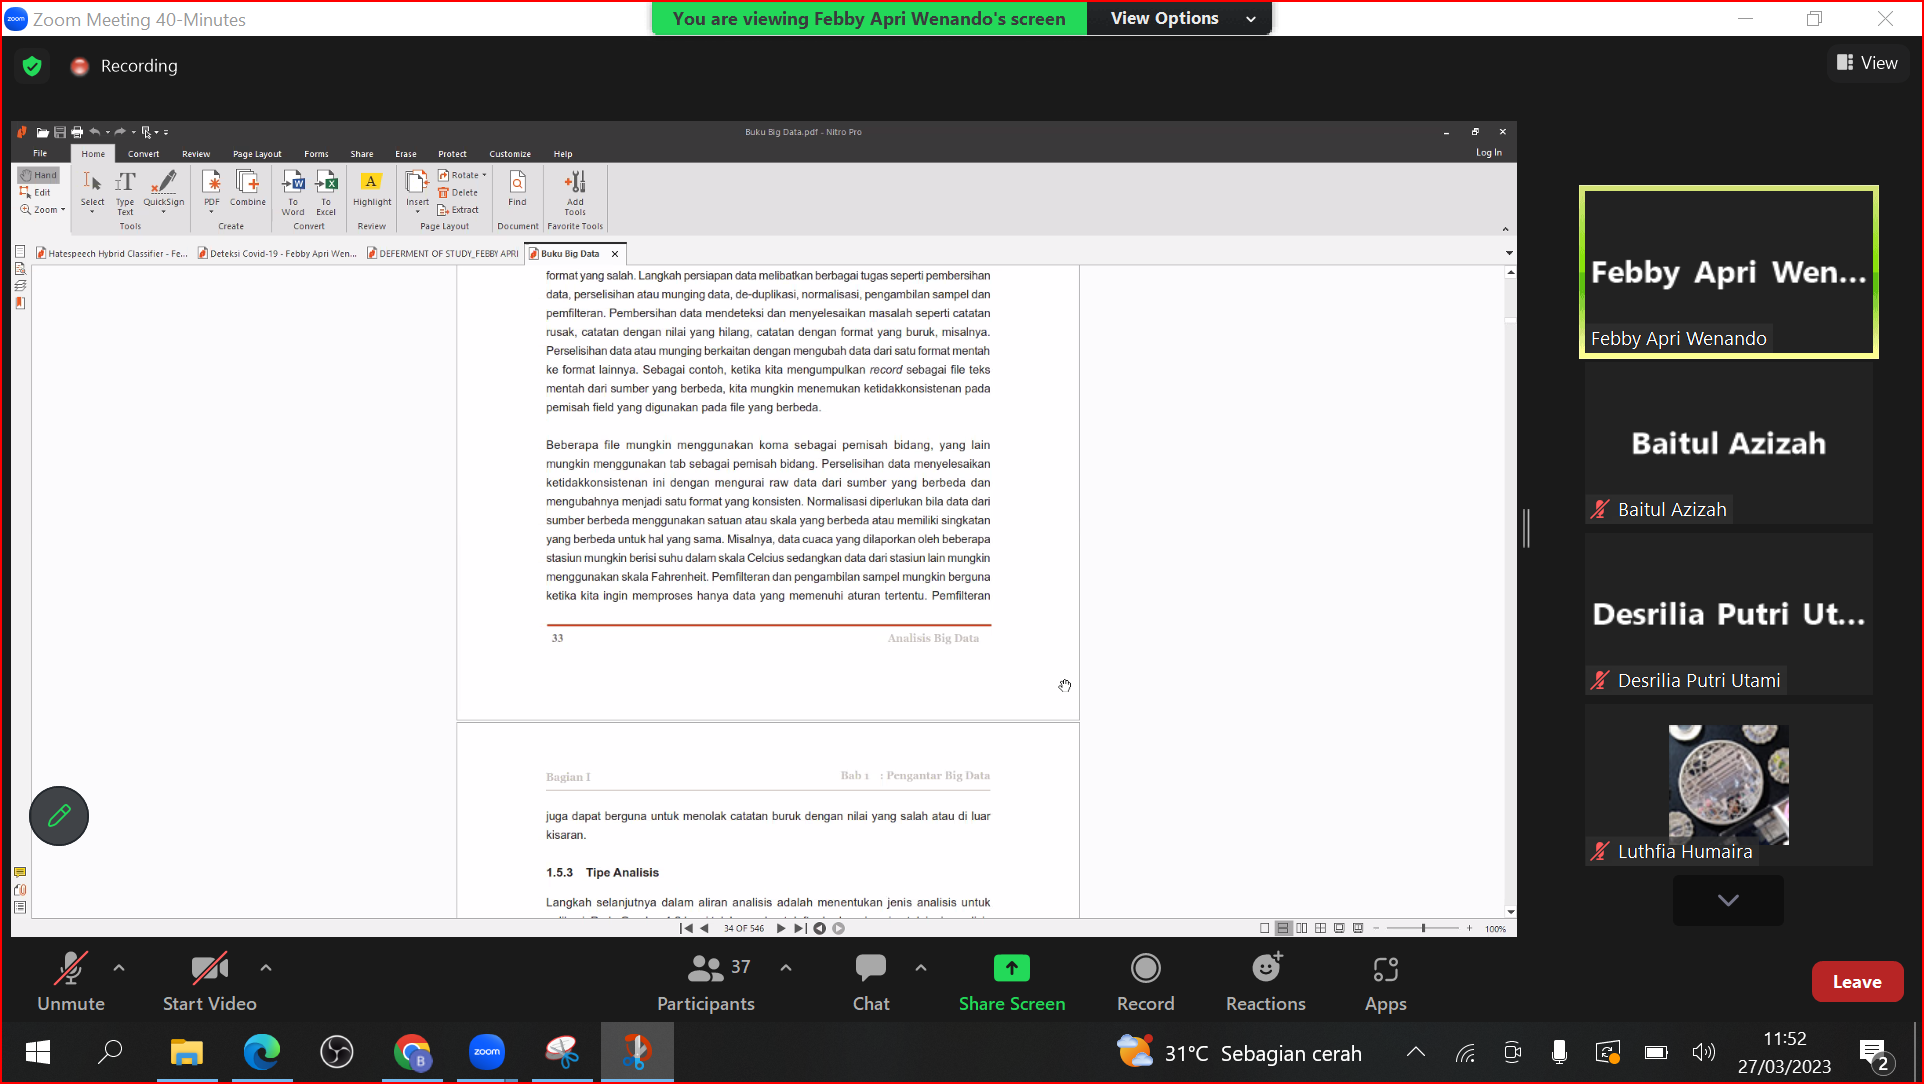 Zoom Meeting 40-Minutes
You are viewing Febby Apri Wenando's screen
View Options
Recording
View
Buku Big Data.pdf - Nitro Pro
File
Home
Convert
Review
Page Layout
Forms
Share
Erase
Protect
Customize
Help
Log In
Hand
Edit
Zoom
Select
Type Text
QuickSign
Tools
PDF
Combine
Create
To Word
To Excel
Convert
Highlight
Review
Insert
Rotate
Delete
Extract
Page Layout
Find
Document
Add Tools
Favorite Tools
Hatespeech Hybrid Classifier - Fe...
Deteksi Covid-19 - Febby Apri Wen...
DEFERMENT OF STUDY_FEBBY APRI
Buku Big Data
format yang salah. Langkah persiapan data melibatkan berbagai tugas seperti pembersihan
data, perselisihan atau munging data, de-duplikasi, normalisasi, pengambilan sampel dan
pemfilteran. Pembersihan data mendeteksi dan menyelesaikan masalah seperti catatan
rusak, catatan dengan nilai yang hilang, catatan dengan format yang buruk, misalnya.
Perselisihan data atau munging berkaitan dengan mengubah data dari satu format mentah
ke format lainnya. Sebagai contoh, ketika kita mengumpulkan record sebagai file teks
mentah dari sumber yang berbeda, kita mungkin menemukan ketidakkonsistenan pada
pemisah field yang digunakan pada file yang berbeda.
Beberapa file mungkin menggunakan koma sebagai pemisah bidang, yang lain
mungkin menggunakan tab sebagai pemisah bidang. Perselisihan data menyelesaikan
ketidakkonsistenan ini dengan mengurai raw data dari sumber yang berbeda dan
mengubahnya menjadi satu format yang konsisten. Normalisasi diperlukan bila data dari
sumber berbeda menggunakan satuan atau skala yang berbeda atau memiliki singkatan
yang berbeda untuk hal yang sama. Misalnya, data cuaca yang dilaporkan oleh beberapa
stasiun mungkin berisi suhu dalam skala Celcius sedangkan data dari stasiun lain mungkin
menggunakan skala Fahrenheit. Pemfilteran dan pengambilan sampel mungkin berguna
ketika kita ingin memproses hanya data yang memenuhi aturan tertentu. Pemfilteran
33
Analisis Big Data
Bagian I
Bab 1 : Pengantar Big Data
juga dapat berguna untuk menolak catatan buruk dengan nilai yang salah atau di luar
kisaran.
1.5.3 Tipe Analisis
Langkah selanjutnya dalam aliran analisis adalah menentukan jenis analisis untuk
34 OF 546
100%
Febby Apri Wen...
Febby Apri Wenando
Baitul Azizah
Baitul Azizah
Desrilia Putri Ut...
Desrilia Putri Utami
Luthfia Humaira
Unmute
Start Video
37
Participants
Chat
Share Screen
Record
Reactions
Apps
Leave
zoom
B
31°C Sebagian cerah
11:52
27/03/2023
2